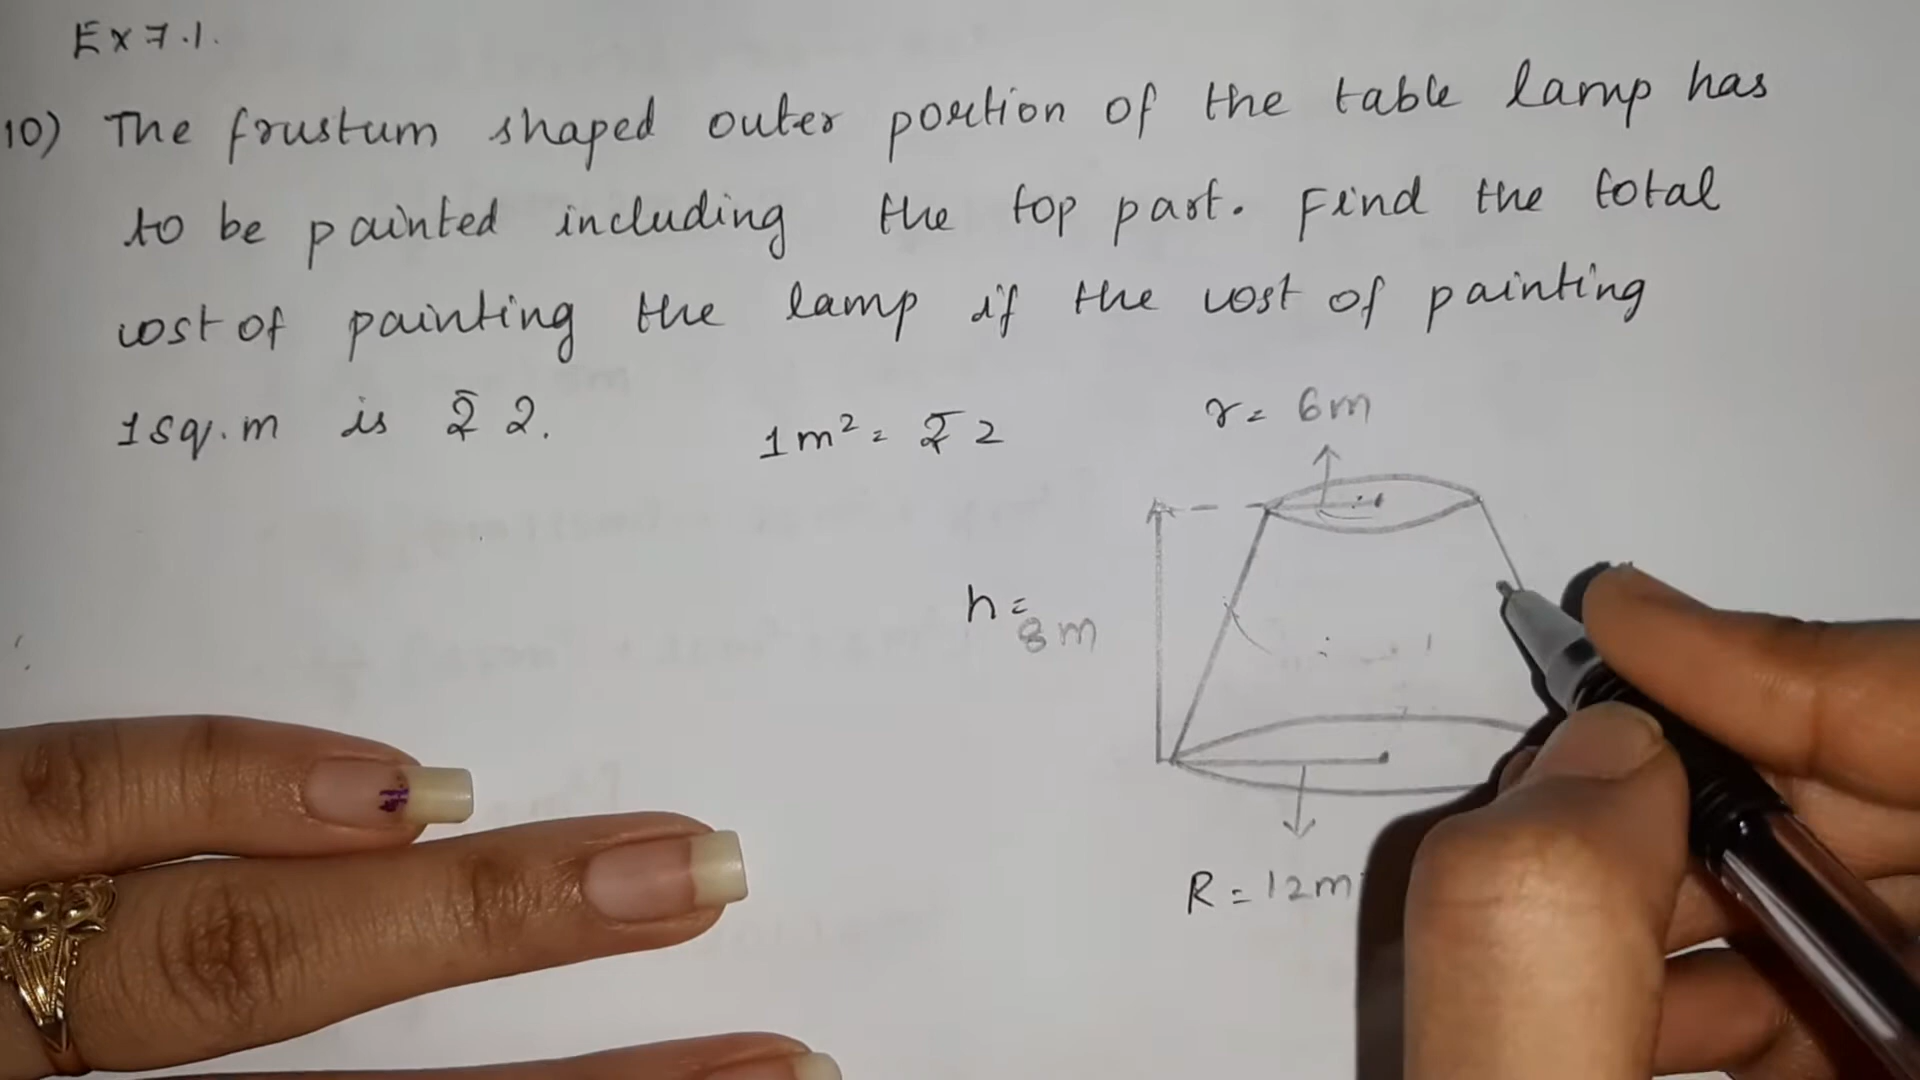 Ex 7.1.
10) The frustum shaped outer portion of the table lamp has
to be painted including the top part. Find the total
cost of painting the lamp if the cost of painting
1 sq.m is ₹ 2.
1m² = ₹ 2
r = 6m
h =
8m
R = 12m